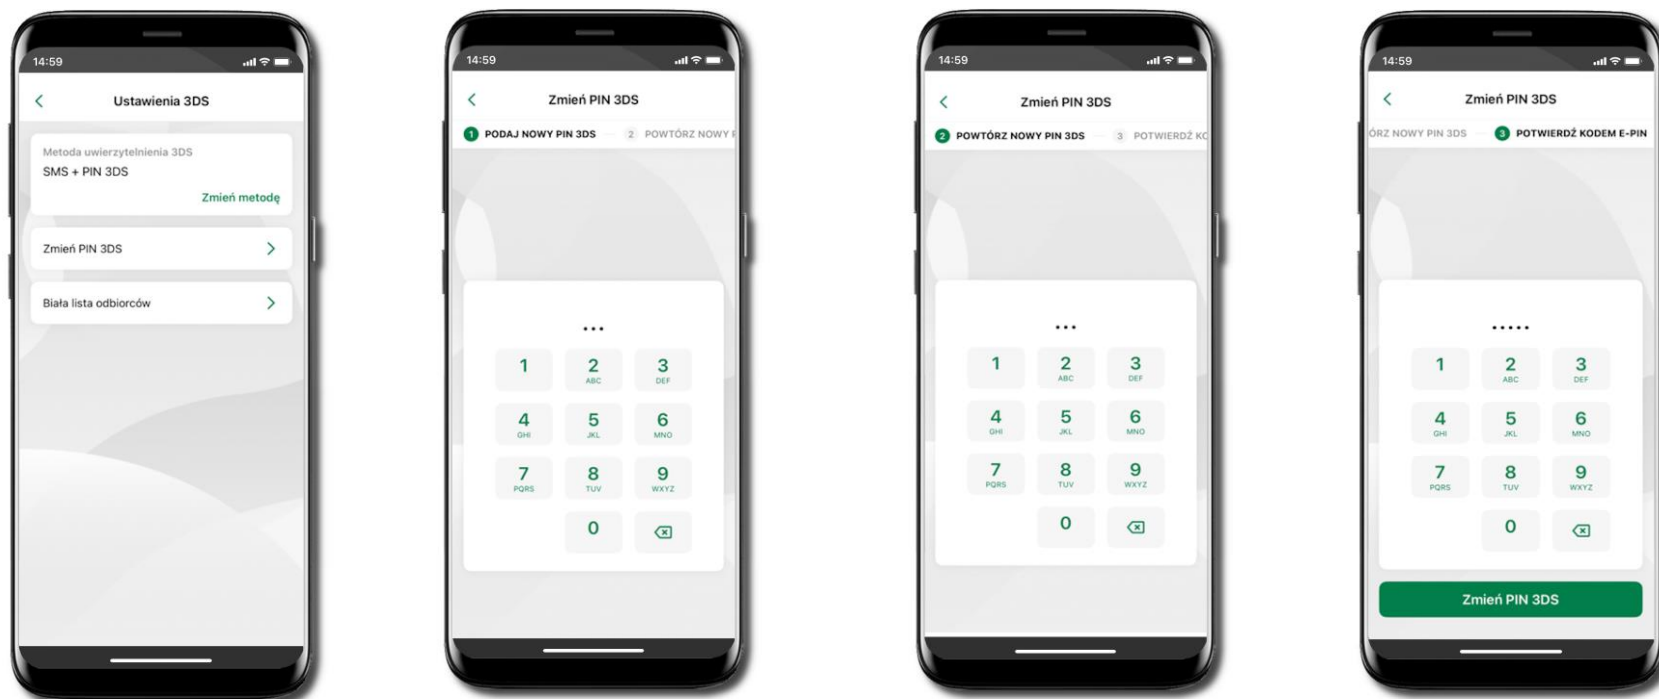 14:59
Ustawienia 3DS
Metoda uwierzytelnienia 3DS
SMS + PIN 3DS
Zmień metodę
Zmień PIN 3DS
Biała lista odbiorców
14:59
Zmień PIN 3DS
1 PODAJ NOWY PIN 3DS 2 POWTÓRZ NOWY
1 2 3
ABC DEF
4 5 6
GHI JKL MNO
7 8 9
PQRS TUV WXYZ
0
14:59
Zmień PIN 3DS
2 POWTÓRZ NOWY PIN 3DS 3 POTWIERDŹ KO
1 2 3
ABC DEF
4 5 6
GHI JKL MNO
7 8 9
PQRS TUV WXYZ
0
14:59
Zmień PIN 3DS
ÓRZ NOWY PIN 3DS 3 POTWIERDŹ KODEM E-PIN
1 2 3
ABC DEF
4 5 6
GHI JKL MNO
7 8 9
PQRS TUV WXYZ
0
Zmień PIN 3DS